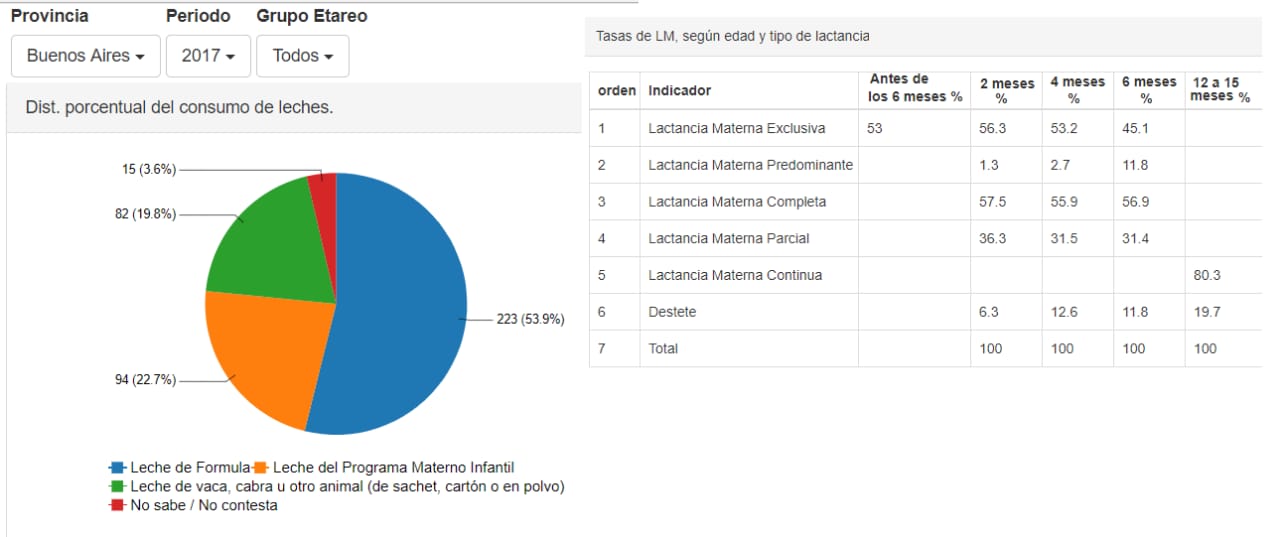 Provincia Periodo Grupo Etareo
Buenos Aires 2017 Todos
Dist. porcentual del consumo de leches.
15 (3.6%)
82 (19.8%)
223 (53.9%)
94 (22.7%)
Leche de Formula Leche del Programa Materno Infantil
Leche de vaca, cabra u otro animal (de sachet, cartón o en polvo)
No sabe / No contesta
Tasas de LM, según edad y tipo de lactancia
orden Indicador Antes de los 6 meses % 2 meses % 4 meses % 6 meses % 12 a 15 meses %
1 Lactancia Materna Exclusiva 53 56.3 53.2 45.1
2 Lactancia Materna Predominante 1.3 2.7 11.8
3 Lactancia Materna Completa 57.5 55.9 56.9
4 Lactancia Materna Parcial 36.3 31.5 31.4
5 Lactancia Materna Continua 80.3
6 Destete 6.3 12.6 11.8 19.7
7 Total 100 100 100 100